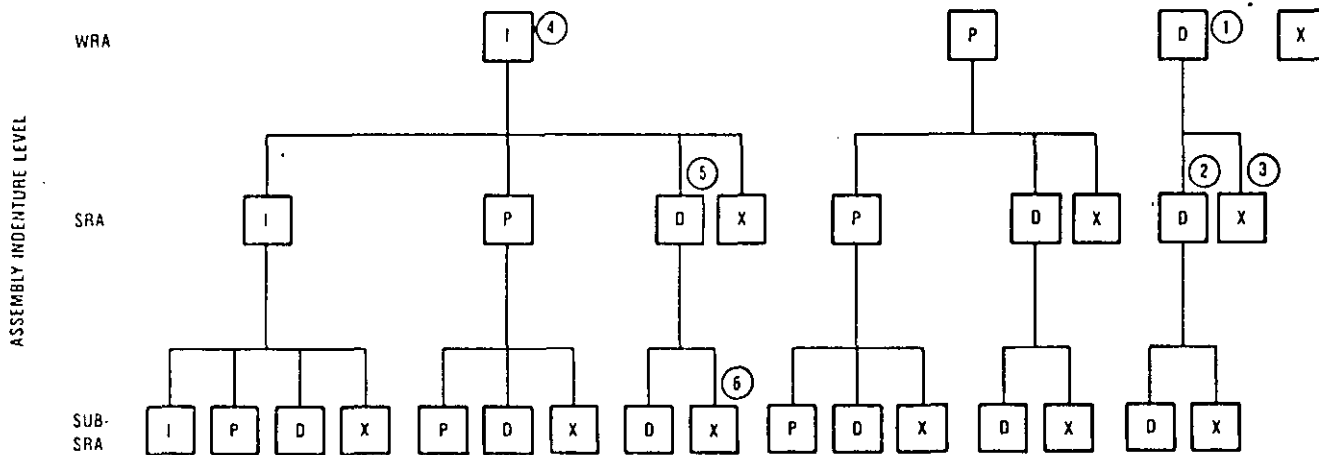 WRA I 4 P D 1 X
ASSEMBLY INDENTURE LEVEL
5 2 3
SRA I P D X P D X D X
6
SUB- I P D X P D X D X P D X D X D X
SRA